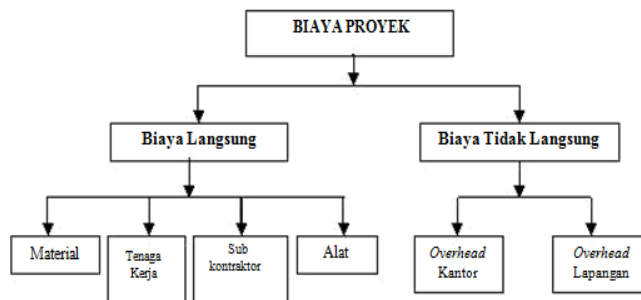 BIAYA PROYEK
Biaya Langsung
Biaya Tidak Langsung
Material
Tenaga
Kerja
Sub
kontraktor
Alat
Overhead
Kantor
Overhead
Lapangan